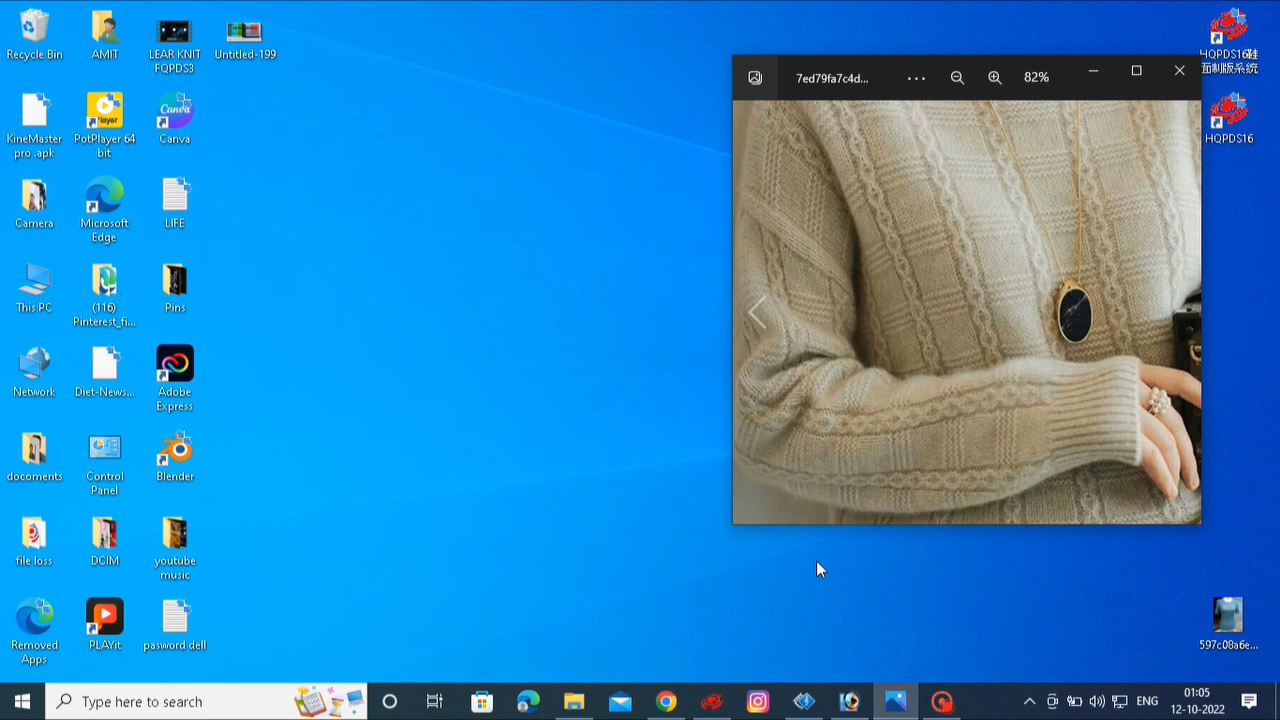 Recycle Bin
AMIT
LEAR KNIT
FQPDS3
Untitled-199
KineMaster
pro .apk
PotPlayer 64
bit
Canva
Camera
Microsoft
Edge
LIFE
This PC
(116)
Pinterest_fi...
Pins
Network
Diet-News...
Adobe
Express
docoments
Control
Panel
Blender
file loss
DCIM
youtube
music
Removed
Apps
PLAYit
pasword dell
7ed79fa7c4d...
82%
HQPDS16鞋
面制版系统
HQPDS16
597c08a6e...
Type here to search
ENG
01:05
12-10-2022